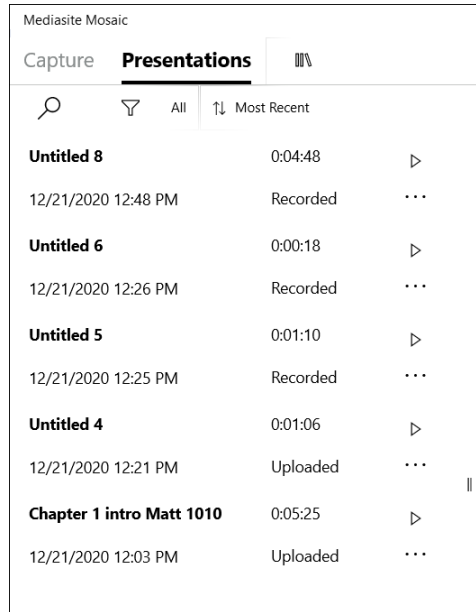 Mediasite Mosaic
Capture Presentations
All Most Recent
Untitled 8 0:04:48
12/21/2020 12:48 PM Recorded
Untitled 6 0:00:18
12/21/2020 12:26 PM Recorded
Untitled 5 0:01:10
12/21/2020 12:25 PM Recorded
Untitled 4 0:01:06
12/21/2020 12:21 PM Uploaded
Chapter 1 intro Matt 1010 0:05:25
12/21/2020 12:03 PM Uploaded